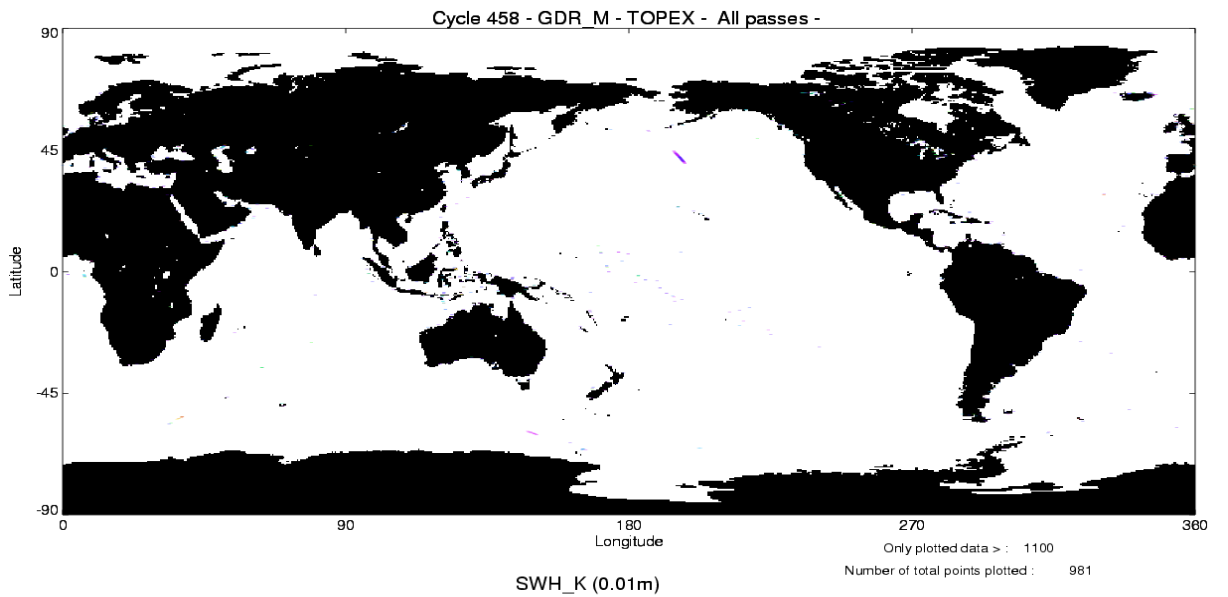 Cycle 458 - GDR_M - TOPEX - All passes -
90
45
0
-45
-90
Latitude
0 90 180 270 360
Longitude
Only plotted data > : 1100
Number of total points plotted : 981
SWH_K (0.01m)